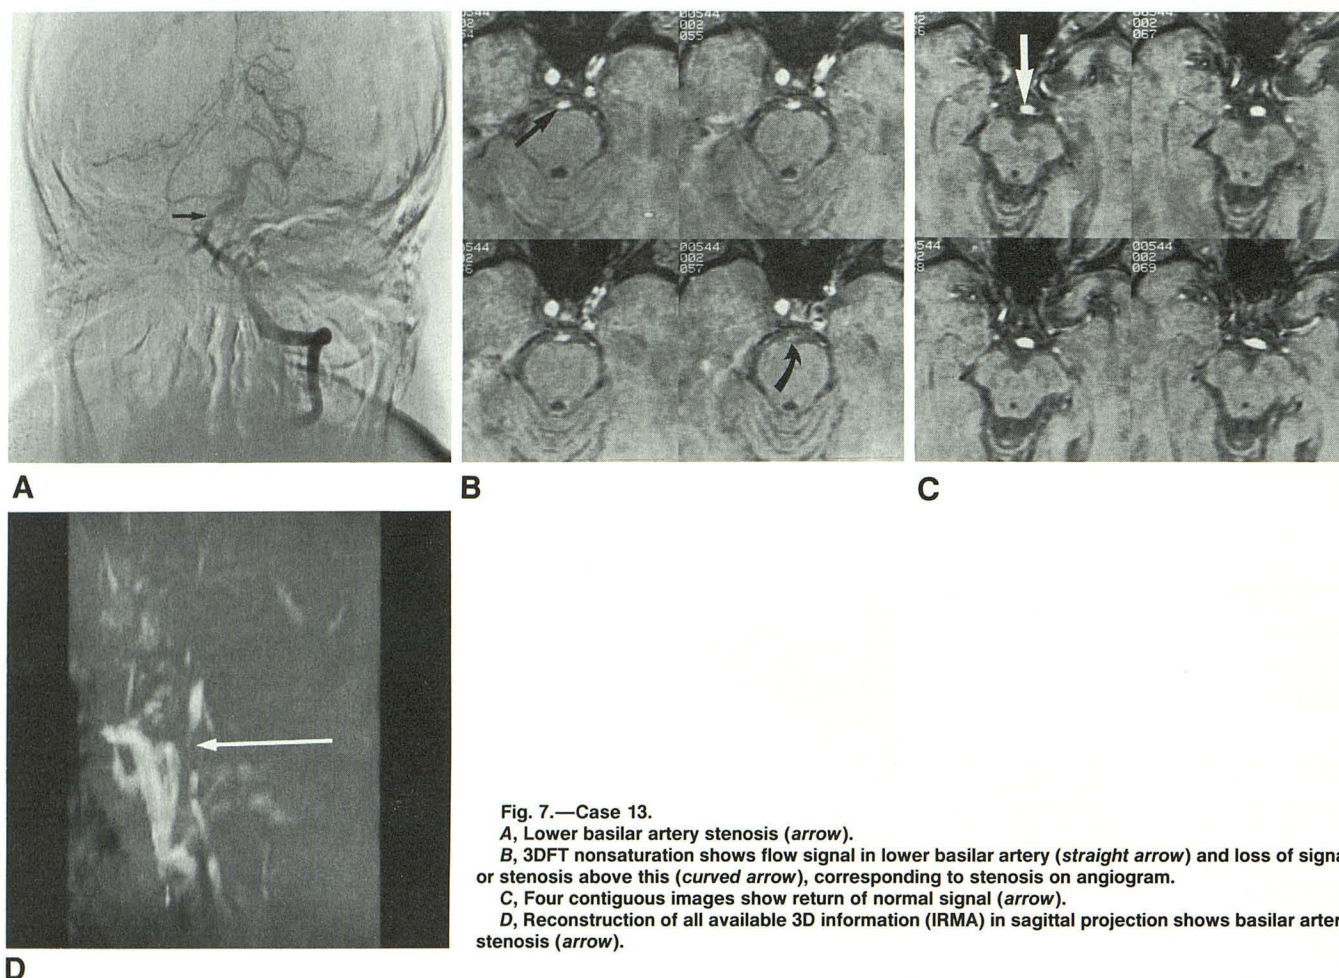 00544
002
055
002
067
00544
002
057
544
00544
002
069
A
B
C
D
Fig. 7.—Case 13.
A, Lower basilar artery stenosis (arrow).
B, 3DFT nonsaturation shows flow signal in lower basilar artery (straight arrow) and loss of signa
or stenosis above this (curved arrow), corresponding to stenosis on angiogram.
C, Four contiguous images show return of normal signal (arrow).
D, Reconstruction of all available 3D information (IRMA) in sagittal projection shows basilar arter
stenosis (arrow).